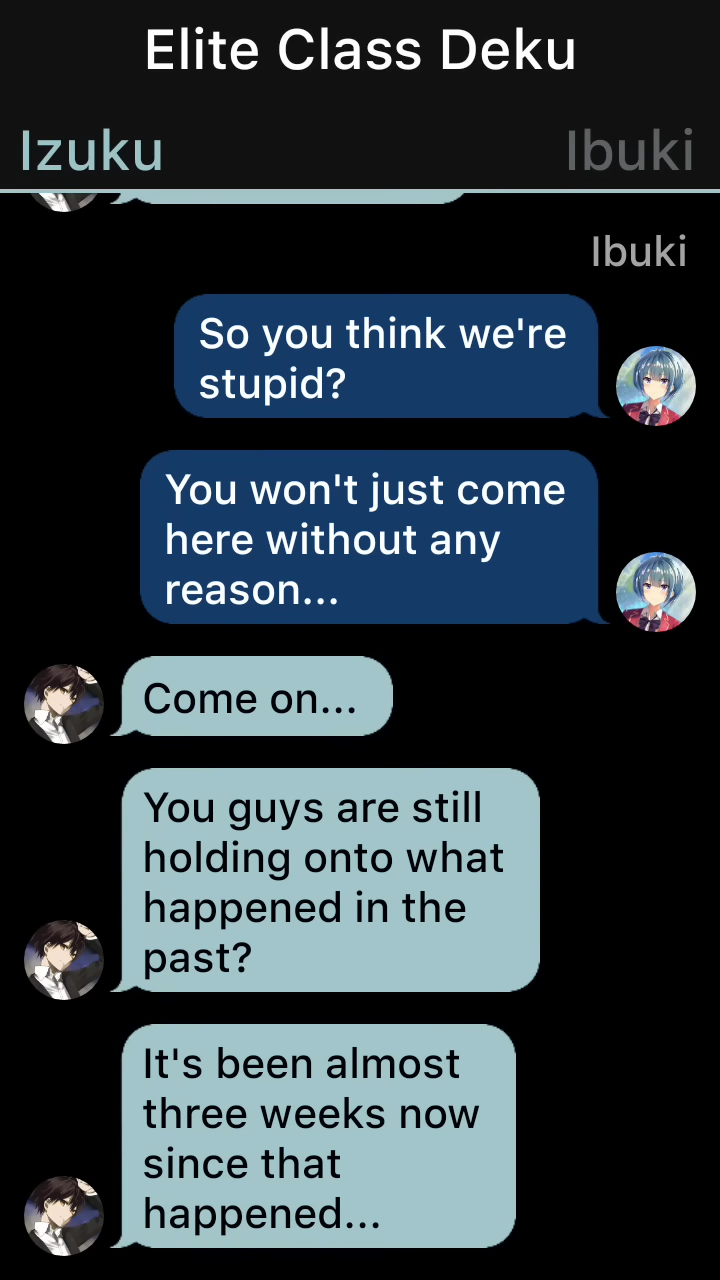 Elite Class Deku
Izuku
Ibuki
Ibuki
So you think we're
stupid?
You won't just come
here without any
reason...
Come on...
You guys are still
holding onto what
happened in the
past?
It's been almost
three weeks now
since that
happened...